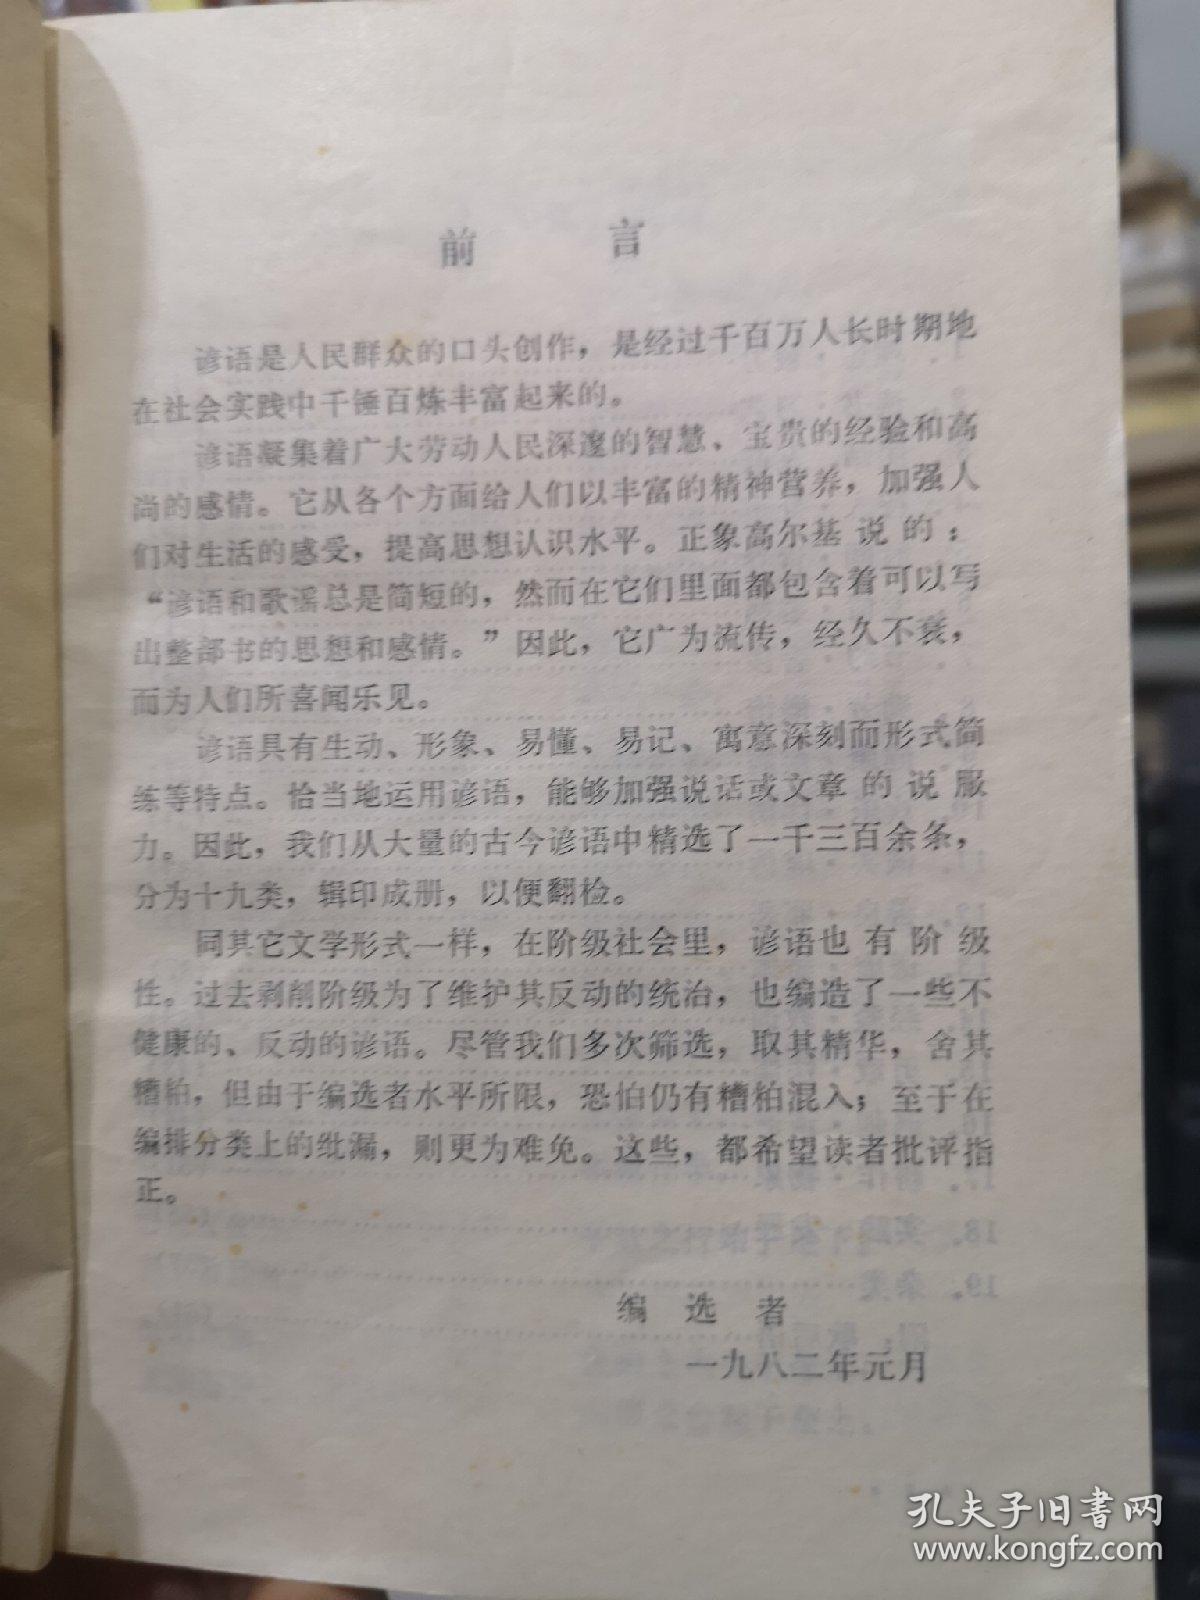 前言
谚语是人民群众的口头创作，是经过千百万人长时期地
在社会实践中千锤百炼丰富起来的。
谚语凝集着广大劳动人民深邃的智慧、宝贵的经验和高
尚的感情。它从各个方面给人们以丰富的精神营养，加强人
们对生活的感受，提高思想认识水平。正象高尔基说的：
“谚语和歌谣总是简短的，然而在它们里面都包含着可以写
出整部书的思想和感情。”因此，它广为流传，经久不衰，
而为人们所喜闻乐见。
谚语具有生动、形象、易懂、易记、寓意深刻而形式简
练等特点。恰当地运用谚语，能够加强说话或文章的说服
力。因此，我们从大量的古今谚语中精选了一千三百余条，
分为十九类，辑印成册，以便翻检。
同其它文学形式一样，在阶级社会里，谚语也有阶级
性。过去剥削阶级为了维护其反动的统治，也编造了一些不
健康的、反动的谚语。尽管我们多次筛选，取其精华，舍其
糟粕，但由于编选者水平所限，恐怕仍有糟粕混入；至于在
编排分类上的纰漏，则更为难免。这些，都希望读者批评指
正。
编选者
一九八二年元月
孔夫子旧书网
www.kongfz.com